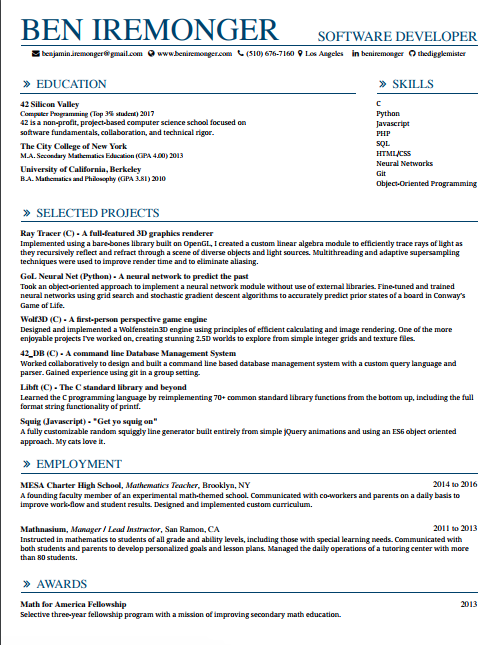 BEN IREMONGER
SOFTWARE DEVELOPER
benjamin.iremonger@gmail.com www.beniremonger.com (510) 676-7160 Los Angeles beniremonger thedigglemister
» EDUCATION
42 Silicon Valley
Computer Programming (Top 3% student) 2017
42 is a non-profit, project-based computer science school focused on
software fundamentals, collaboration, and technical rigor.
The City College of New York
M.A. Secondary Mathematics Education (GPA 4.00) 2013
University of California, Berkeley
B.A. Mathematics and Philosophy (GPA 3.81) 2010
» SKILLS
C
Python
Javascript
PHP
SQL
HTML/CSS
Neural Networks
Git
Object-Oriented Programming
» SELECTED PROJECTS
Ray Tracer (C) - A full-featured 3D graphics renderer
Implemented using a bare-bones library built on OpenGL, I created a custom linear algebra module to efficiently trace rays of light as
they recursively reflect and refract through a scene of diverse objects and light sources. Multithreading and adaptive supersampling
techniques were used to improve render time and to eliminate aliasing.
GoL Neural Net (Python) - A neural network to predict the past
Took an object-oriented approach to implement a neural network module without use of external libraries. Fine-tuned and trained
neural networks using grid search and stochastic gradient descent algorithms to accurately predict prior states of a board in Conway's
Game of Life.
Wolf3D (C) - A first-person perspective game engine
Designed and implemented a Wolfenstein3D engine using principles of efficient calculating and image rendering. One of the more
enjoyable projects I've worked on, creating stunning 2.5D worlds to explore from simple integer grids and texture files.
42_DB (C) - A command line Database Management System
Worked collaboratively to design and built a command line based database management system with a custom query language and
parser. Gained experience using git in a group setting.
Libft (C) - The C standard library and beyond
Learned the C programming language by reimplementing 70+ common standard library functions from the bottom up, including the full
format string functionality of printf.
Squig (Javascript) - "Get yo squig on"
A fully customizable random squiggly line generator built entirely from simple jQuery animations and using an ES6 object oriented
approach. My cats love it.
» EMPLOYMENT
MESA Charter High School, Mathematics Teacher, Brooklyn, NY 2014 to 2016
A founding faculty member of an experimental math-themed school. Communicated with co-workers and parents on a daily basis to
improve work-flow and student results. Designed and implemented custom curriculum.
Mathnasium, Manager / Lead Instructor, San Ramon, CA 2011 to 2013
Instructed in mathematics to students of all grade and ability levels, including those with special learning needs. Communicated with
both students and parents to develop personalized goals and lesson plans. Managed the daily operations of a tutoring center with more
than 80 students.
» AWARDS
Math for America Fellowship 2013
Selective three-year fellowship program with a mission of improving secondary math education.